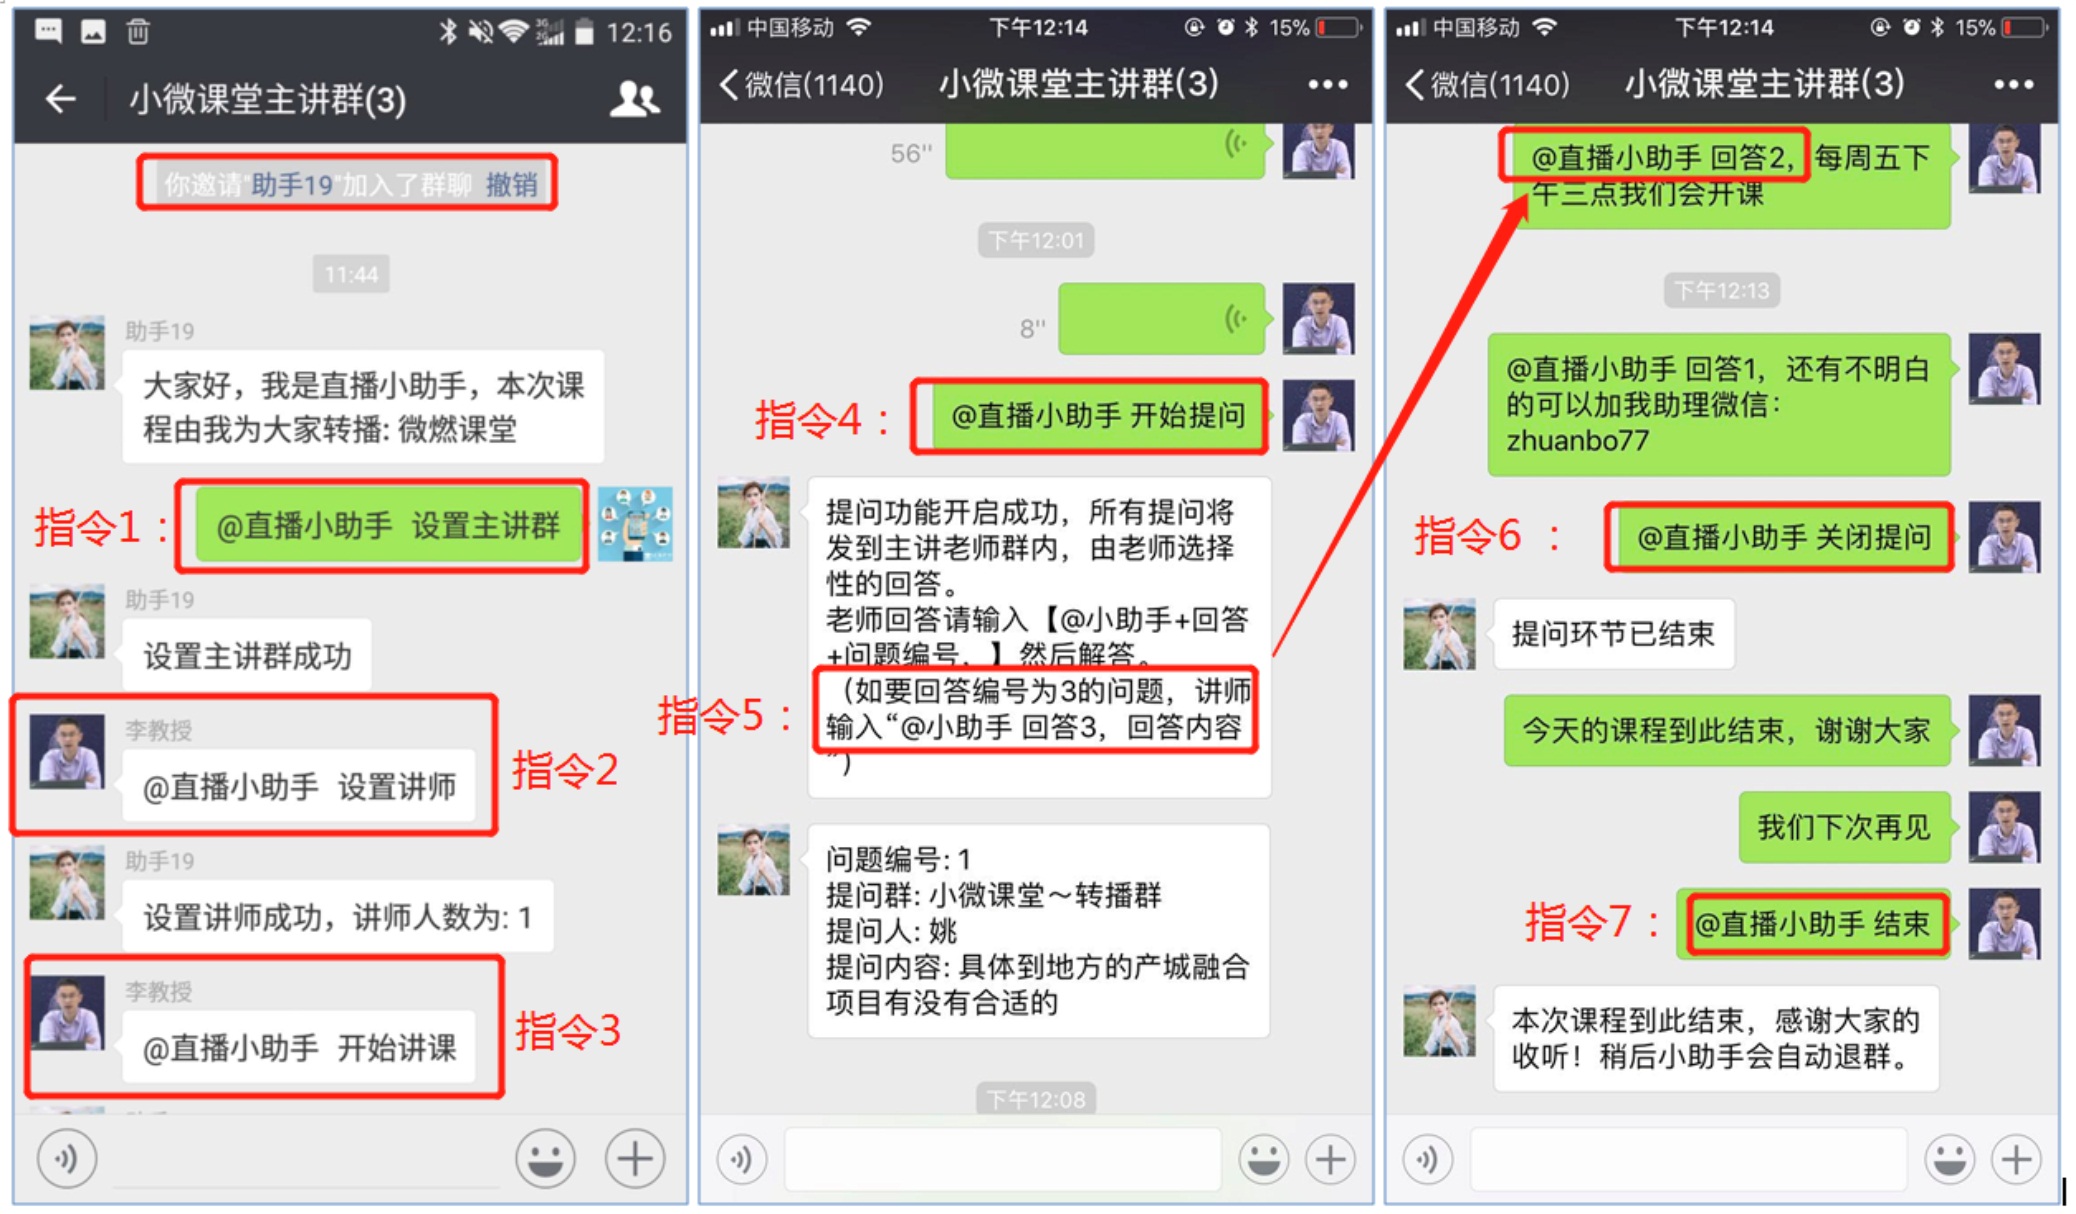 12:16
小微课堂主讲群(3)
你邀请"助手19"加入了群聊 撤销
11:44
助手19
大家好，我是直播小助手，本次课
程由我为大家转播: 微燃课堂
指令1：
@直播小助手 设置主讲群
助手19
设置主讲群成功
李教授
@直播小助手 设置讲师
指令2
助手19
设置讲师成功，讲师人数为: 1
李教授
@直播小助手 开始讲课
指令3
中国移动
下午12:14
15%
微信(1140)
小微课堂主讲群(3)
56"
下午12:01
8"
指令4：
@直播小助手 开始提问
提问功能开启成功，所有提问将
发到主讲老师群内，由老师选择
性的回答。
老师回答请输入【@小助手+回答
+问题编号，】然后解答。
指令5：
（如要回答编号为3的问题，讲师
输入“@小助手 回答3，回答内容
”）
问题编号: 1
提问群: 小微课堂～转播群
提问人: 姚
提问内容: 具体到地方的产城融合
项目有没有合适的
下午12:08
中国移动
下午12:14
15%
微信(1140)
小微课堂主讲群(3)
@直播小助手 回答2，每周五下
午三点我们会开课
下午12:13
@直播小助手 回答1，还有不明白
的可以加我助理微信：
zhuanbo77
指令6：
@直播小助手 关闭提问
提问环节已结束
今天的课程到此结束，谢谢大家
我们下次再见
指令7：
@直播小助手 结束
本次课程到此结束，感谢大家的
收听！稍后小助手会自动退群。